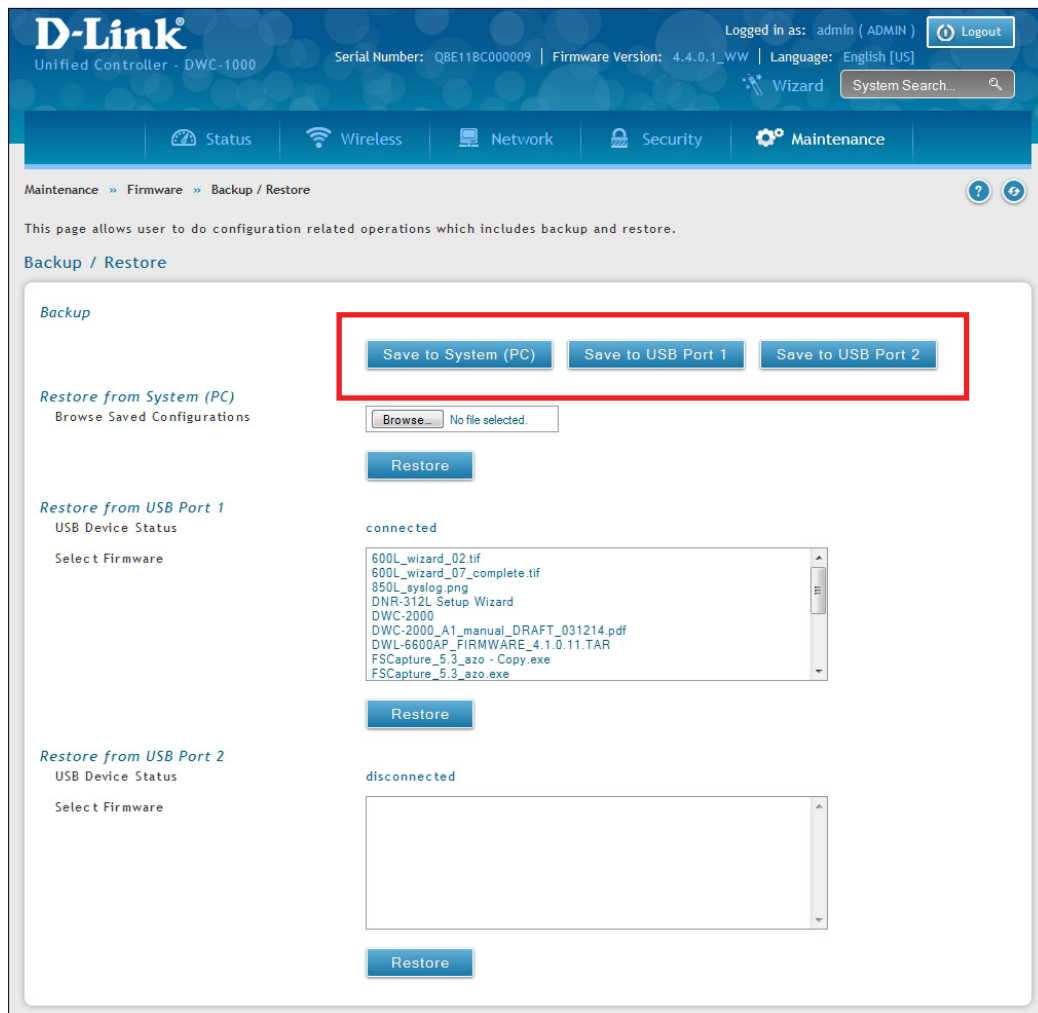 D-Link®
Unified Controller - DWC-1000
Logged in as: admin ( ADMIN )
Logout
Serial Number: QBE11BC000009 | Firmware Version: 4.4.0.1_WW | Language: English [US]
Wizard
System Search...
Status
Wireless
Network
Security
Maintenance
Maintenance » Firmware » Backup / Restore
?
This page allows user to do configuration related operations which includes backup and restore.
Backup / Restore
Backup
Save to System (PC)
Save to USB Port 1
Save to USB Port 2
Restore from System (PC)
Browse Saved Configurations
Browse... No file selected.
Restore
Restore from USB Port 1
USB Device Status
connected
Select Firmware
600L_wizard_02.tif
600L_wizard_07_complete.tif
850L_syslog.png
DNR-312L Setup Wizard
DWC-2000
DWC-2000_A1_manual_DRAFT_031214.pdf
DWL-6600AP_FIRMWARE_4.1.0.11.TAR
FSCapture_5.3_azo - Copy.exe
FSCapture_5.3_azo.exe
Restore
Restore from USB Port 2
USB Device Status
disconnected
Select Firmware
Restore